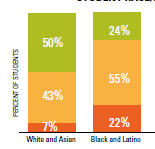 50%
24%
43%
55%
7%
22%
PERCENT OF STUDENTS
White and Asian
Black and Latino